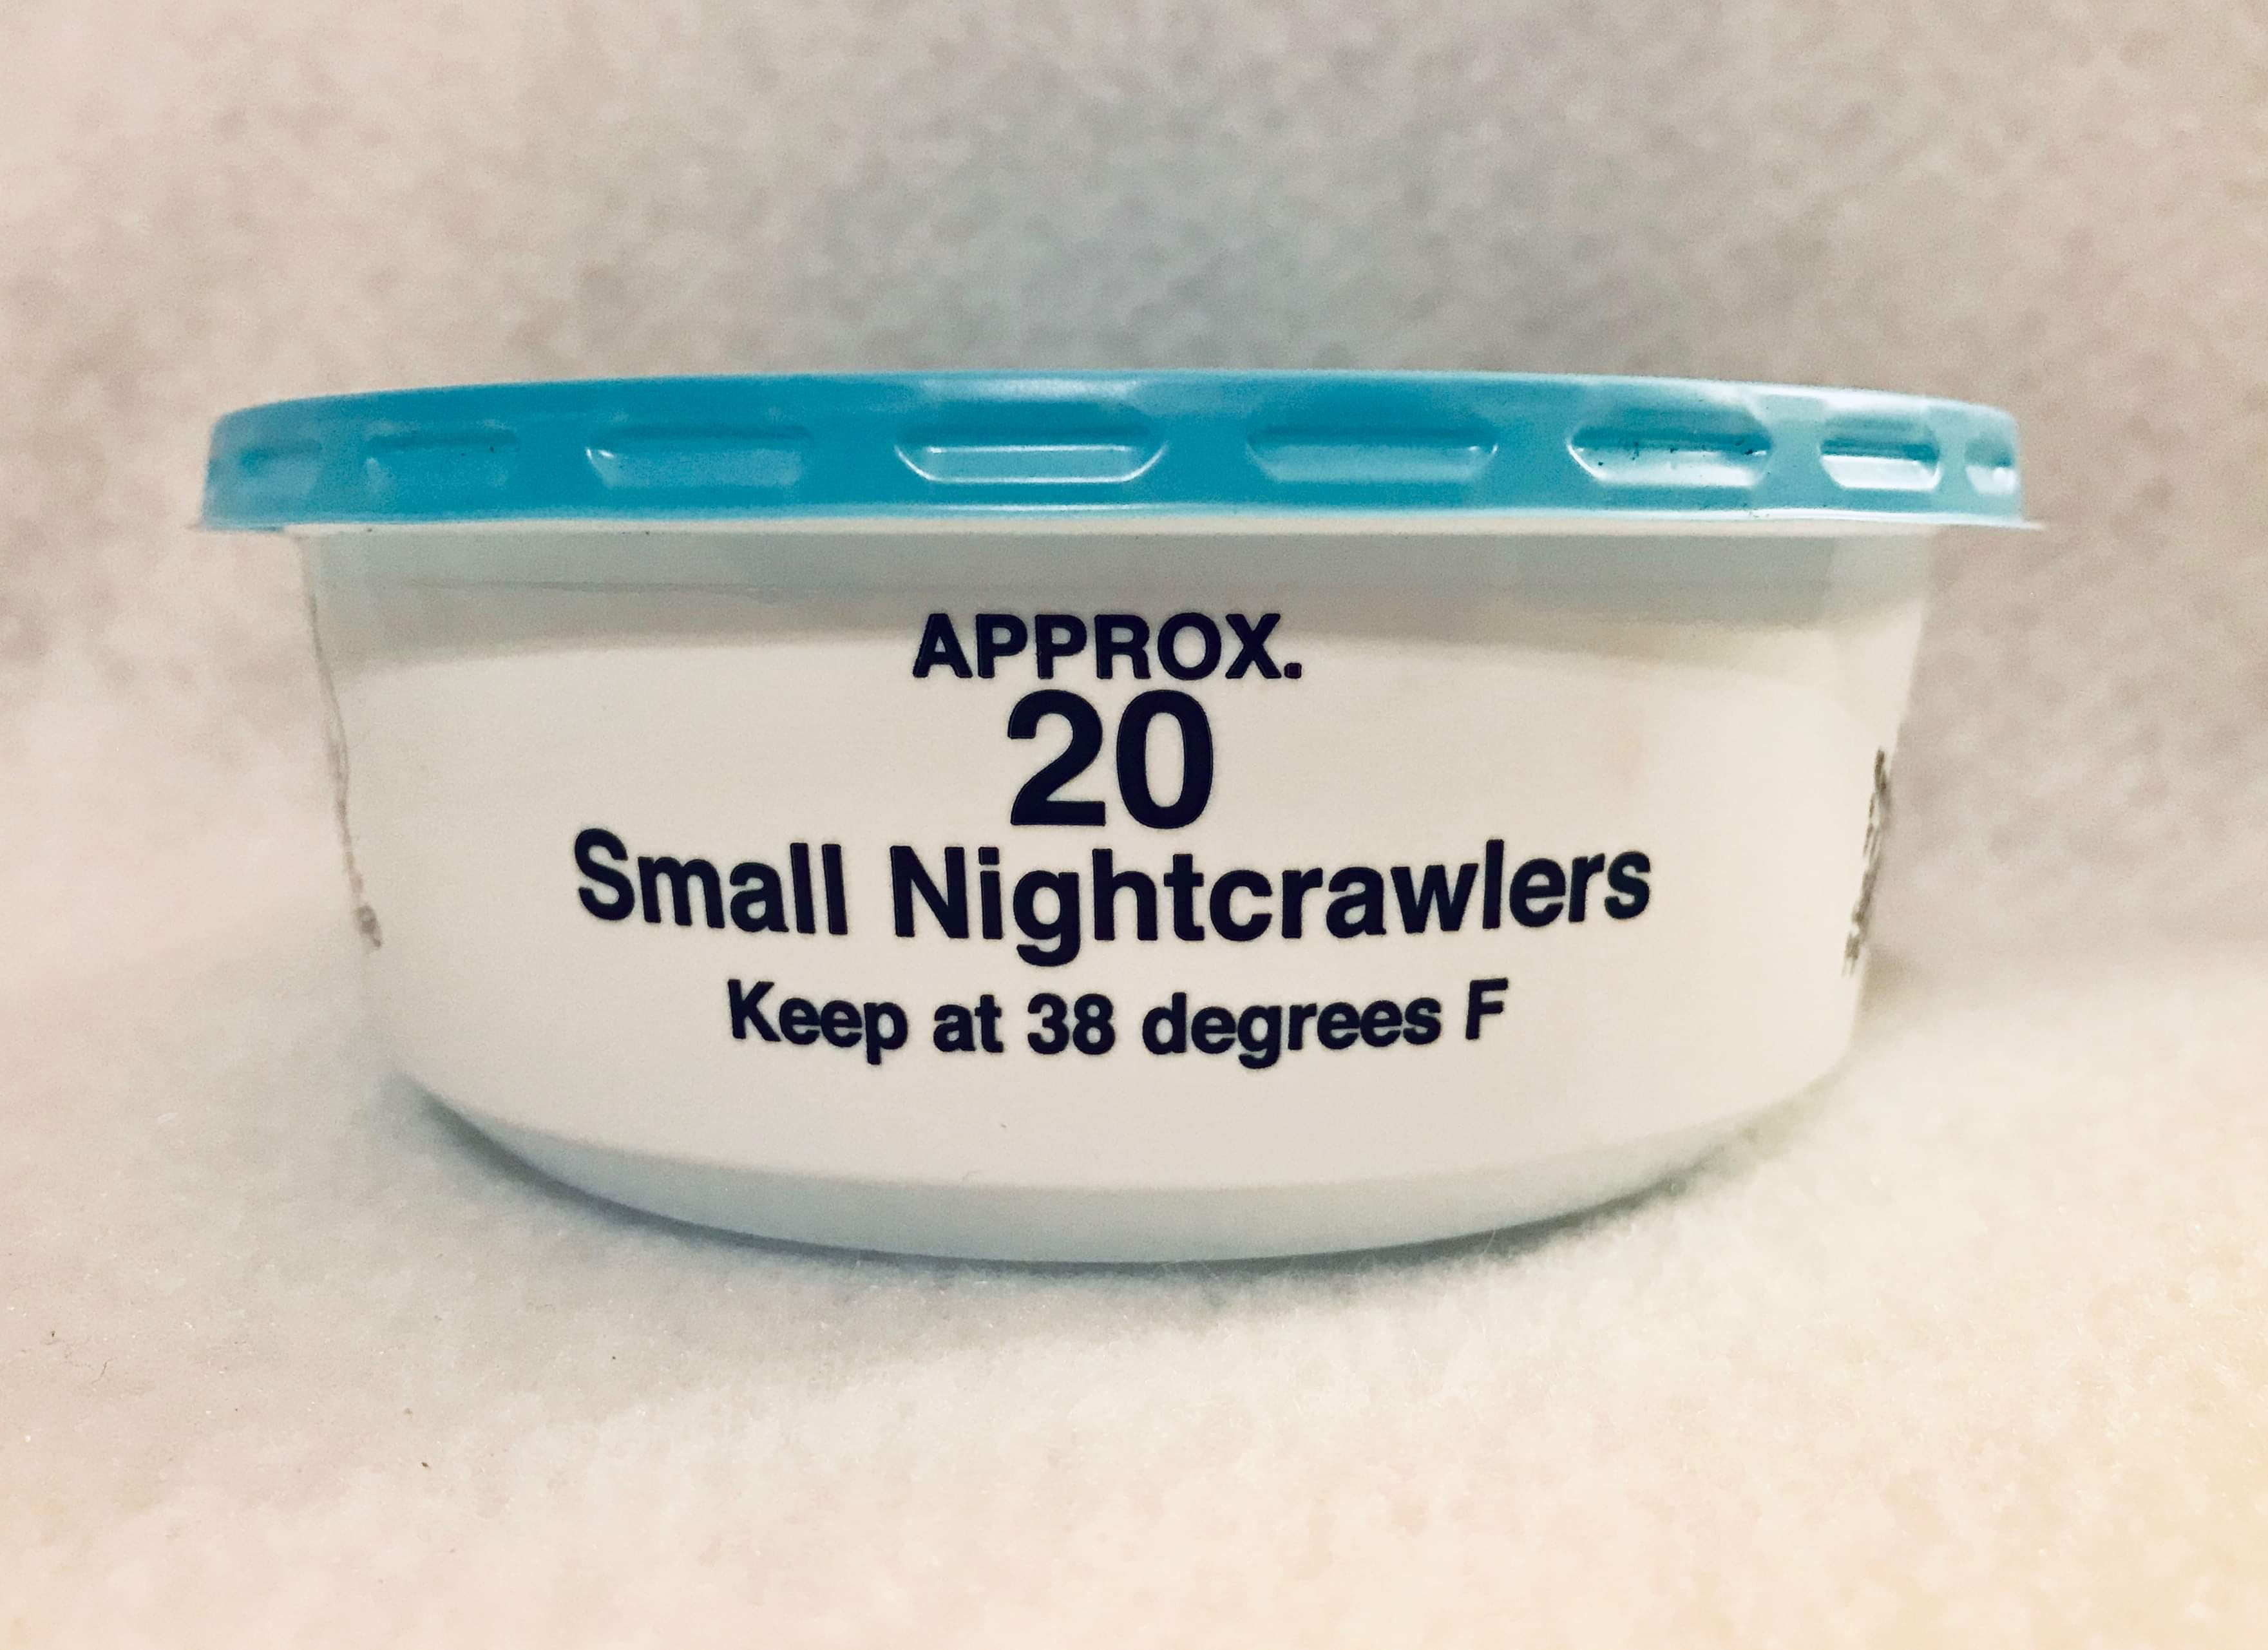 APPROX.
20
Small Nightcrawlers
Keep at 38 degrees F